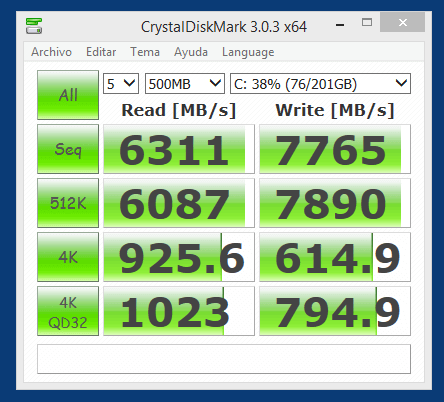 CrystalDiskMark 3.0.3 x64
Archivo Editar Tema Ayuda Language
All 5 500MB C: 38% (76/201GB)
Read [MB/s] Write [MB/s]
Seq 6311 7765
512K 6087 7890
4K 925.6 614.9
4K QD32 1023 794.9